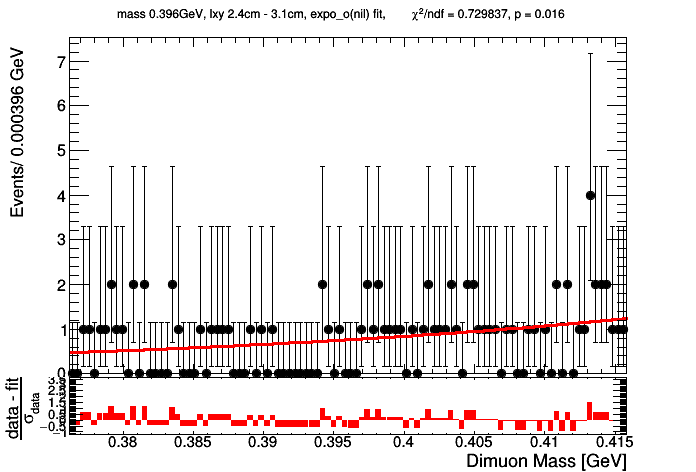 mass 0.396GeV, lxy 2.4cm - 3.1cm, expo_o(nil) fit, χ²/ndf = 0.729837, p = 0.016
Events/ 0.000396 GeV
7
6
5
4
3
2
1
0
data - fit
σdata
0.38 0.385 0.39 0.395 0.4 0.405 0.41 0.415
Dimuon Mass [GeV]